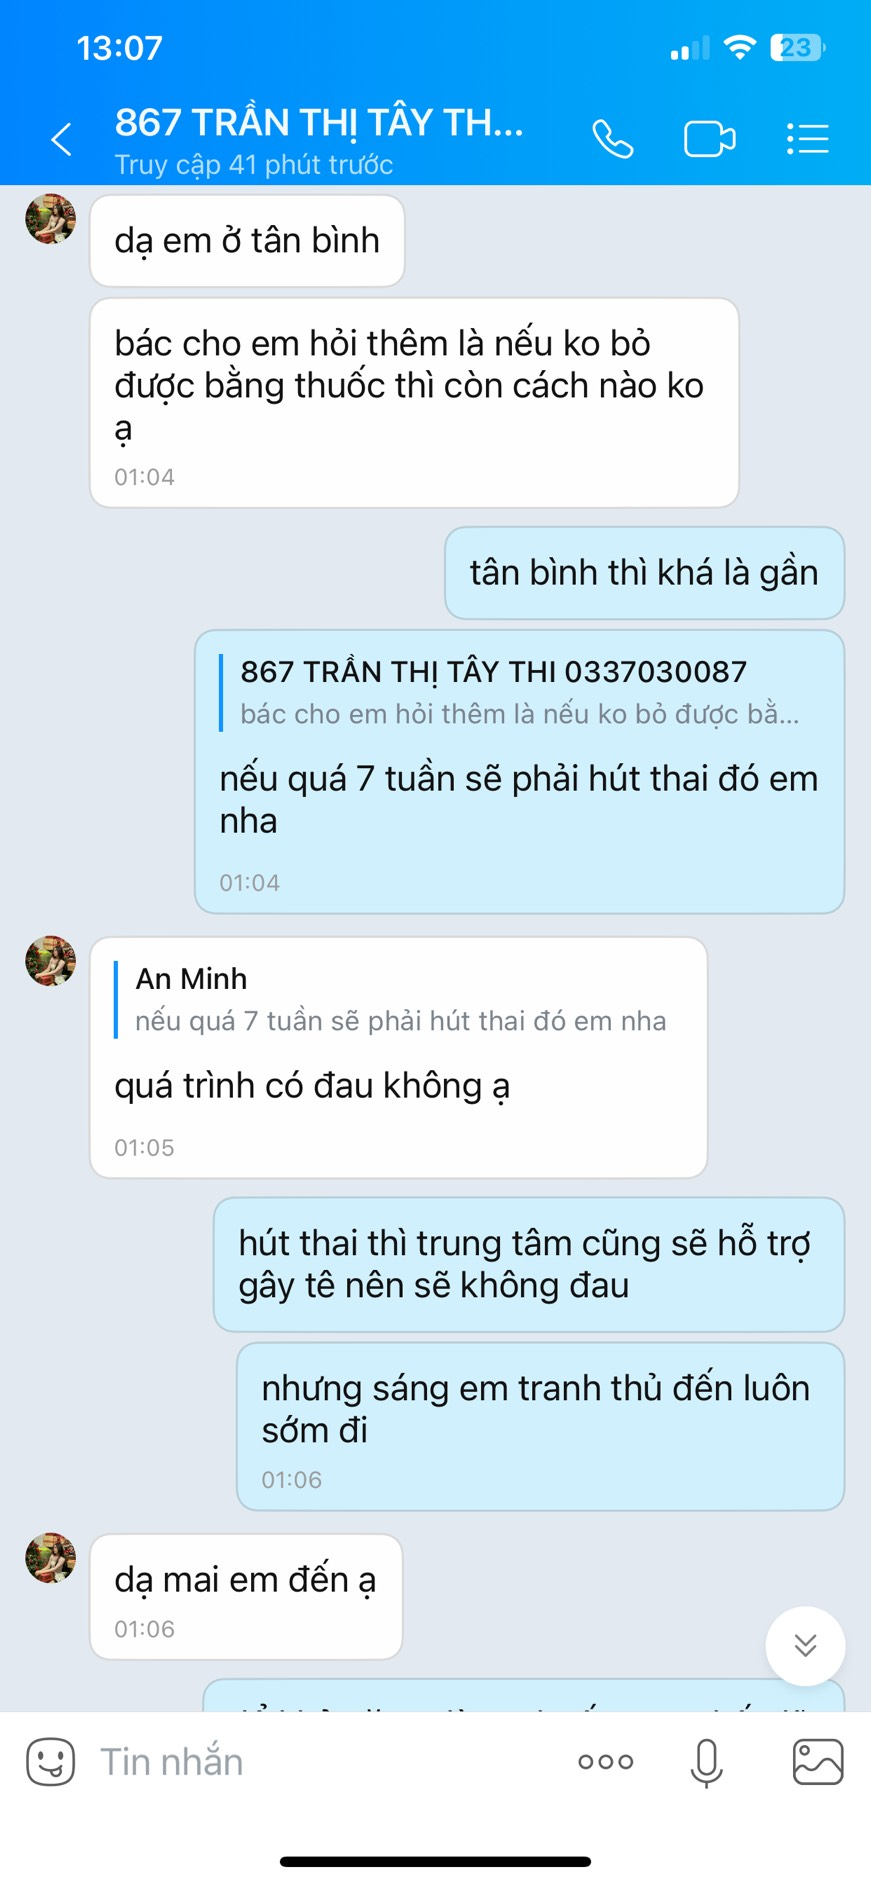 13:07
23
867 TRẦN THỊ TÂY TH...
Truy cập 41 phút trước
dạ em ở tân bình
bác cho em hỏi thêm là nếu ko bỏ
được bằng thuốc thì còn cách nào ko
ạ
01:04
tân bình thì khá là gần
867 TRẦN THỊ TÂY THI 0337030087
bác cho em hỏi thêm là nếu ko bỏ được bằ...
nếu quá 7 tuần sẽ phải hút thai đó em
nha
01:04
An Minh
nếu quá 7 tuần sẽ phải hút thai đó em nha
quá trình có đau không ạ
01:05
hút thai thì trung tâm cũng sẽ hỗ trợ
gây tê nên sẽ không đau
nhưng sáng em tranh thủ đến luôn
sớm đi
01:06
dạ mai em đến ạ
01:06
Tin nhắn